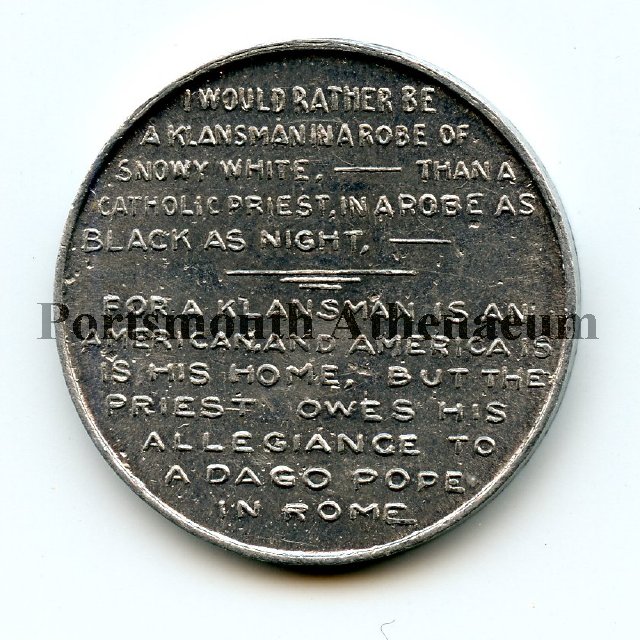 I WOULD RATHER BE
A KLANSMAN IN A ROBE OF
SNOWY WHITE, — THAN A
CATHOLIC PRIEST, IN A ROBE AS
BLACK AS NIGHT, —
FOR A KLANSMAN IS AN
Portsmouth Athenaeum
AMERICAN, AND AMERICA IS
IS HIS HOME, BUT THE
PRIEST OWES HIS
ALLEGIANCE TO
A DAGO POPE
IN ROME